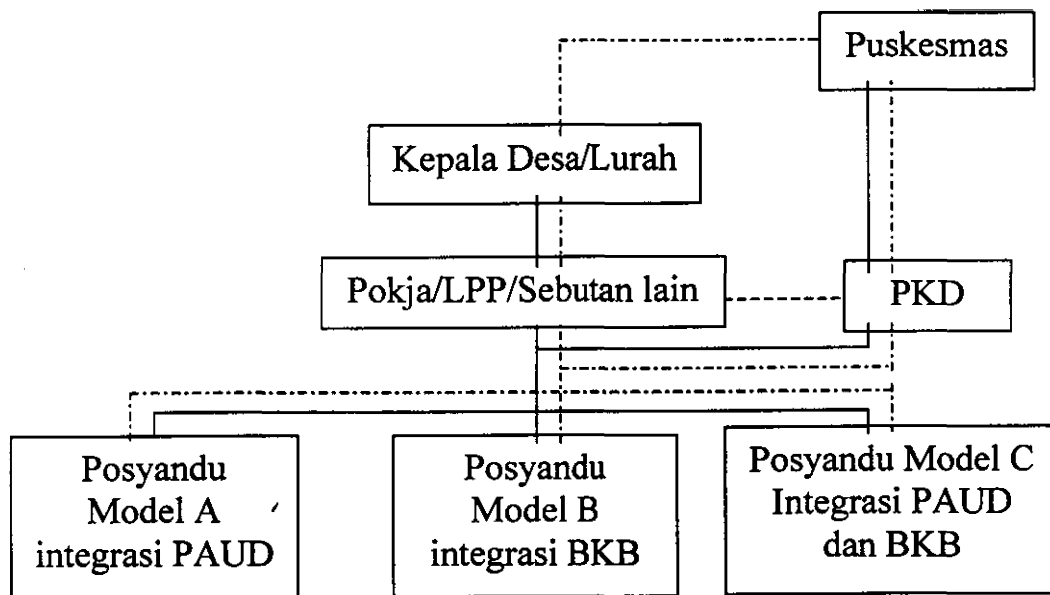 Puskesmas
Kepala Desa/Lurah
Pokja/LPP/Sebutan lain
PKD
Posyandu
Model A
integrasi PAUD
Posyandu
Model B
integrasi BKB
Posyandu Model C
Integrasi PAUD
dan BKB